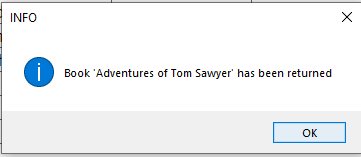 INFO
Book 'Adventures of Tom Sawyer' has been returned
OK